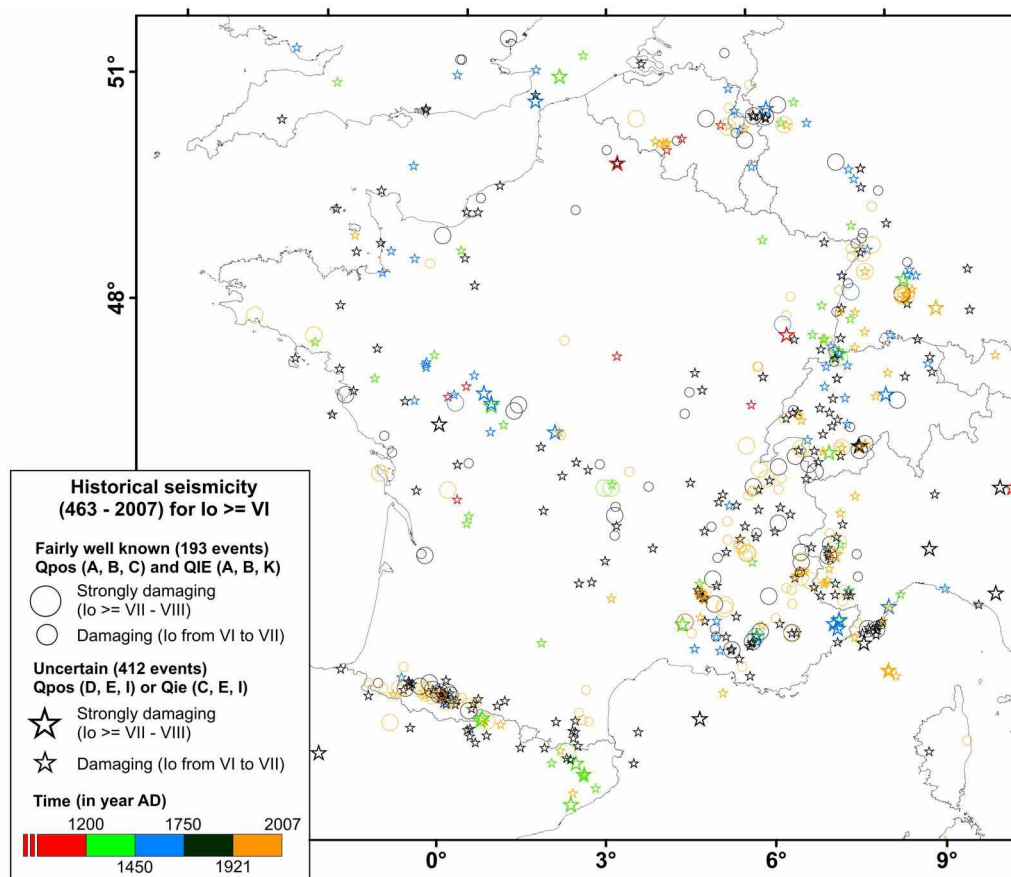 51°
48°
Historical seismicity
(463 - 2007) for Io >= VI
Fairly well known (193 events)
Qpos (A, B, C) and QIE (A, B, K)
Strongly damaging
(Io >= VII - VIII)
Damaging (Io from VI to VII)
Uncertain (412 events)
Qpos (D, E, I) or Qie (C, E, I)
Strongly damaging
(Io >= VII - VIII)
Damaging (Io from VI to VII)
Time (in year AD)
1200 1750 2007
1450 1921
0° 3° 6° 9°